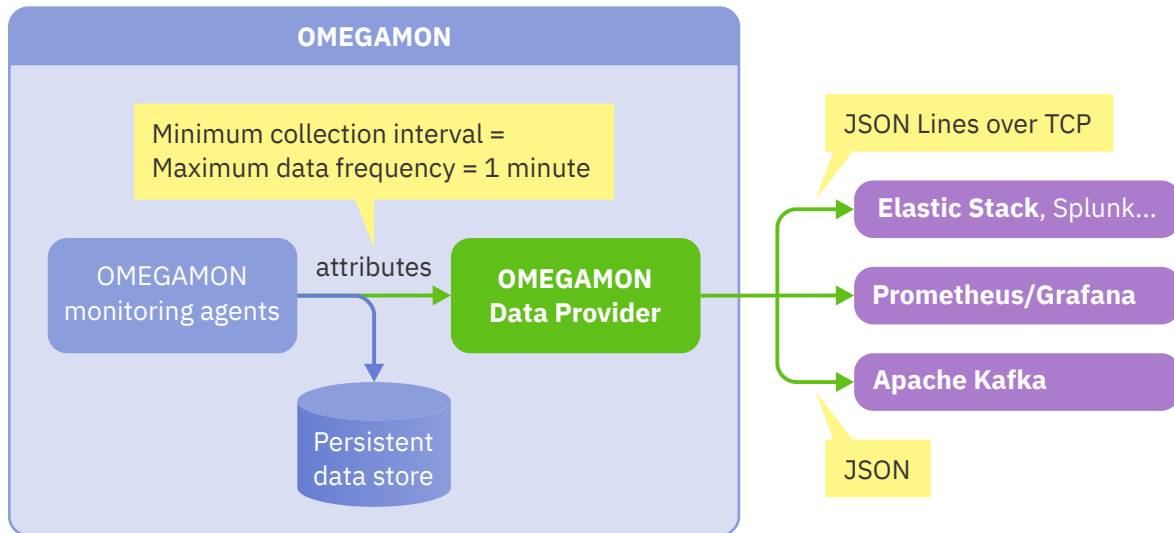 OMEGAMON
Minimum collection interval =
Maximum data frequency = 1 minute
JSON Lines over TCP
Elastic Stack, Splunk...
OMEGAMON
monitoring agents
attributes
OMEGAMON
Data Provider
Prometheus/Grafana
Apache Kafka
Persistent
data store
JSON